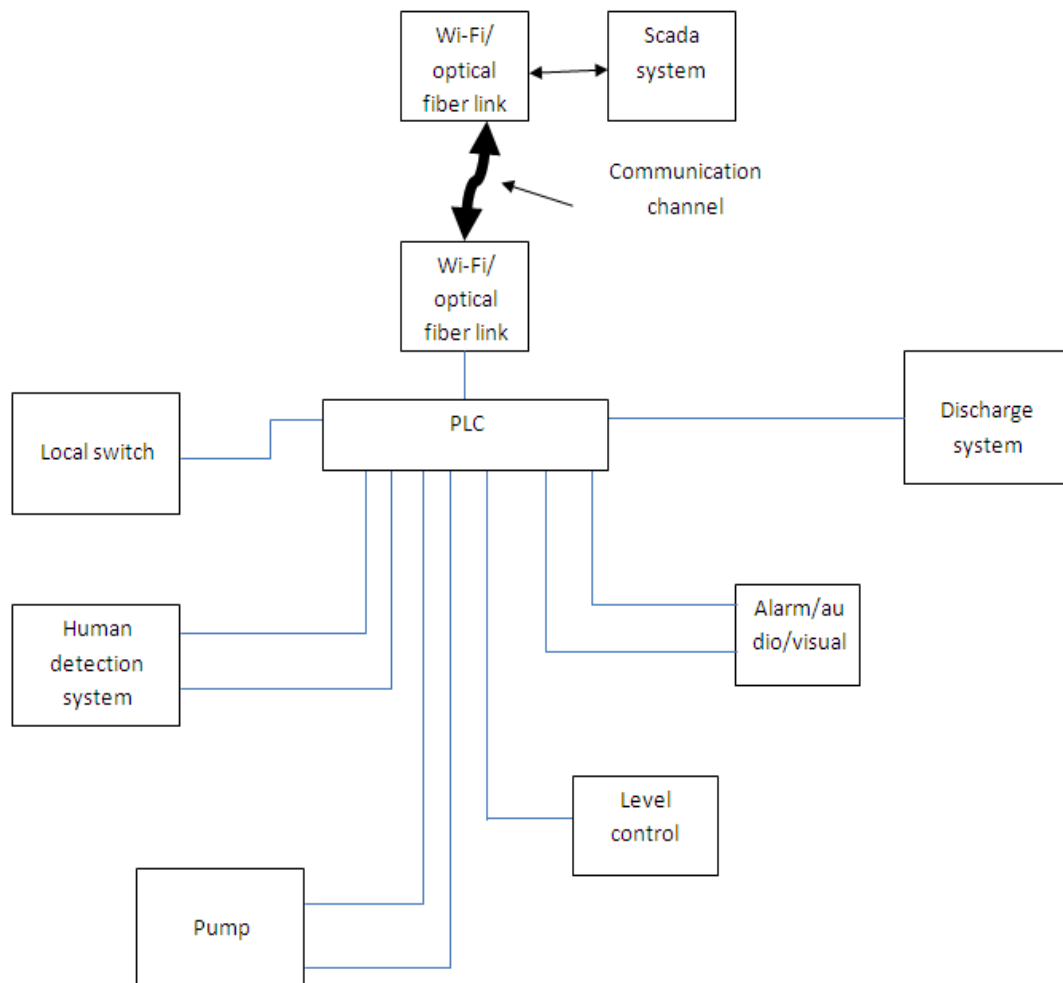 Wi-Fi/
optical
fiber link
Scada
system
Communication
channel
Wi-Fi/
optical
fiber link
PLC
Local switch
Discharge
system
Human
detection
system
Alarm/au
dio/visual
Level
control
Pump